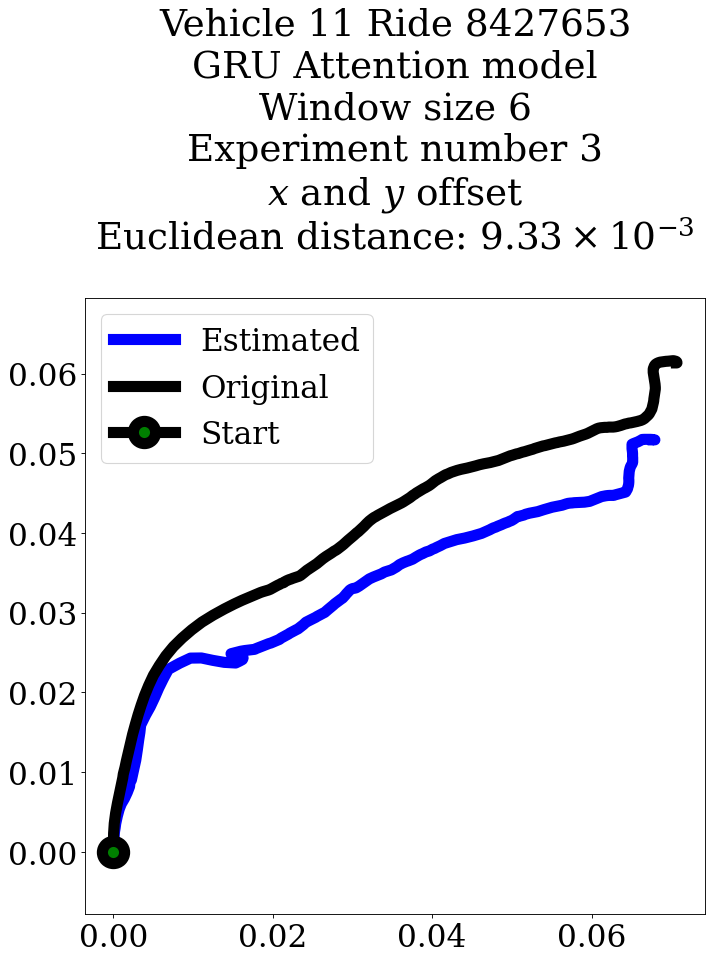 Vehicle 11 Ride 8427653
GRU Attention model
Window size 6
Experiment number 3
x and y offset
Euclidean distance: 9.33 × 10⁻³
Estimated
Original
Start
0.06
0.05
0.04
0.03
0.02
0.01
0.00
0.00 0.02 0.04 0.06